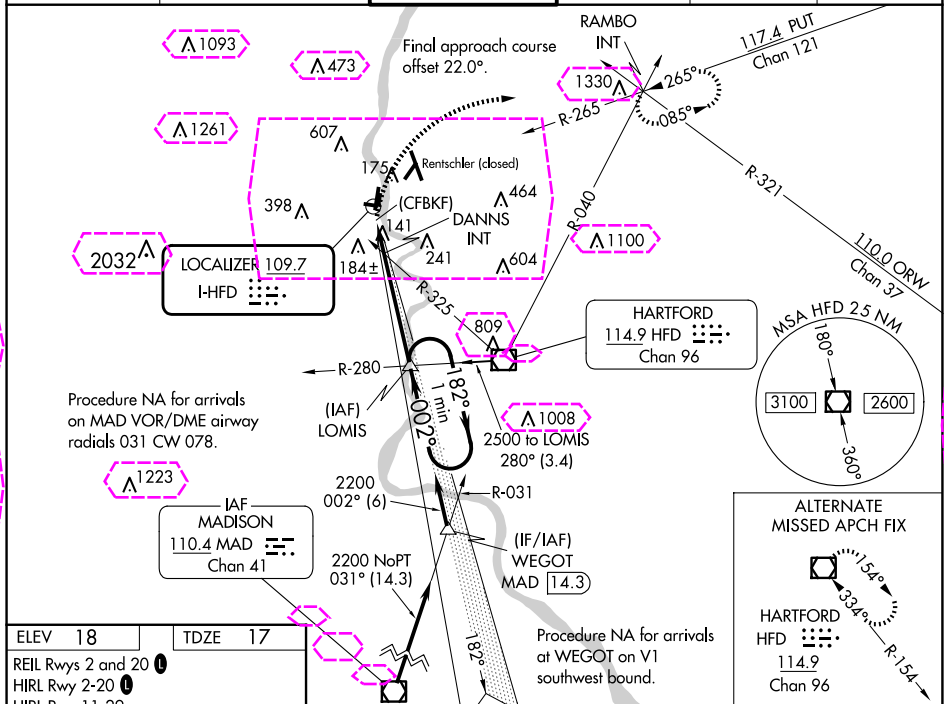 RAMBO
INT
117.4 PUT
Chan 121
1093
473
Final approach course
offset 22.0°.
1330
265°
085°
R-265
1261
607
175
Rentschler (closed)
R-321
398
(CFBKF)
464
R-040
DANNS
INT
141
241
1100
110.0 ORW
Chan 37
2032
LOCALIZER 109.7
I-HFD
184±
604
R-325
809
HARTFORD
114.9 HFD
Chan 96
MSA HFD 25 NM
180°
3100
2600
360°
R-280
(IAF)
LOMIS
182°
1 min
002°
1008
2500 to LOMIS
280° (3.4)
Procedure NA for arrivals
on MAD VOR/DME airway
radials 031 CW 078.
1223
2200
002° (6)
R-031
IAF
MADISON
110.4 MAD
Chan 41
(IF/IAF)
WEGOT
MAD 14.3
2200 NoPT
031° (14.3)
182°
Procedure NA for arrivals
at WEGOT on V1
southwest bound.
ALTERNATE
MISSED APCH FIX
154°
334°
HARTFORD
HFD
114.9
Chan 96
R-154
ELEV 18
TDZE 17
REIL Rwys 2 and 20 L
HIRL Rwy 2-20 L